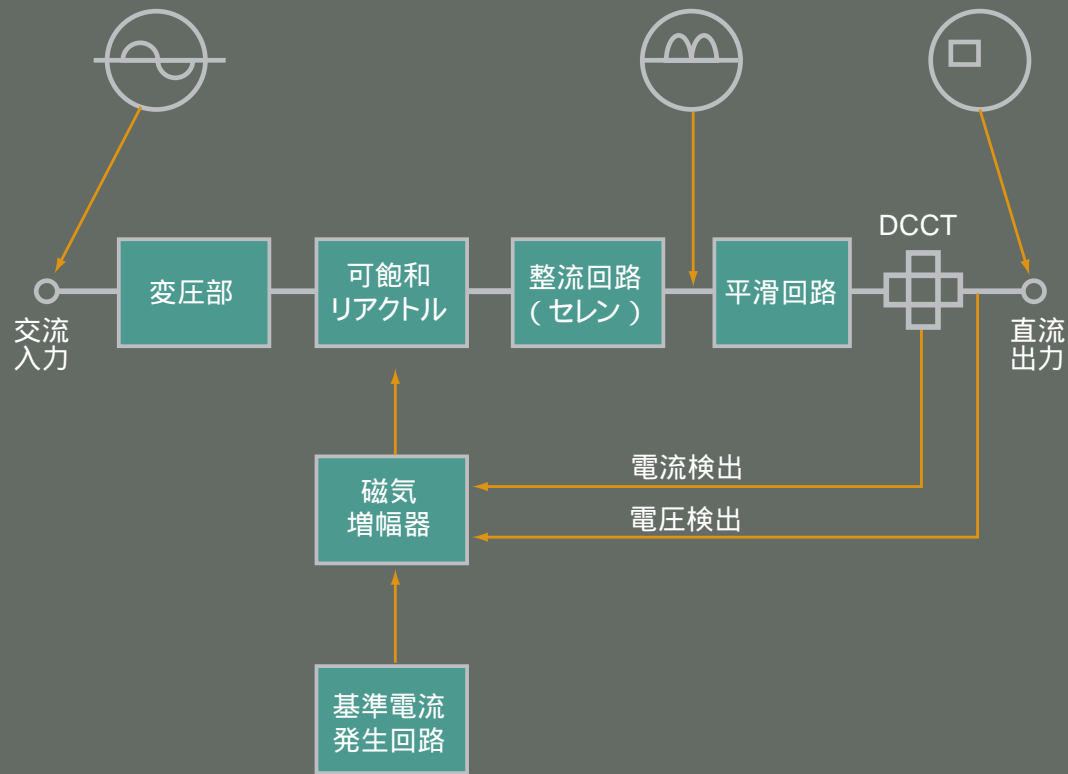 DCCT
交流
入力
変圧部
可飽和
リアクトル
整流回路
(セレン)
平滑回路
直流
出力
電流検出
電圧検出
磁気
増幅器
基準電流
発生回路